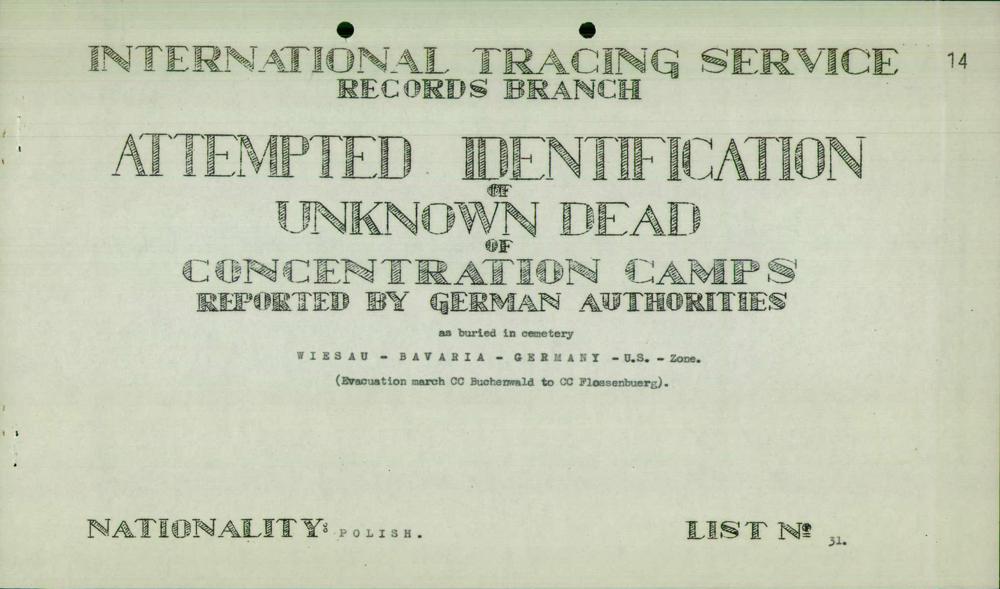 INTERNATIONAL TRACING SERVICE 14
RECORDS BRANCH
ATTEMPTED IDENTIFICATION
OF
UNKNOWN DEAD
OF
CONCENTRATION CAMPS
REPORTED BY GERMAN AUTHORITIES
as buried in cemetery
WIESAU - BAVARIA - GERMANY - U.S. - Zone.
(Evacuation march CC Buchenwald to CC Flossenbuerg).
NATIONALITY: POLISH. LIST Nº 31.